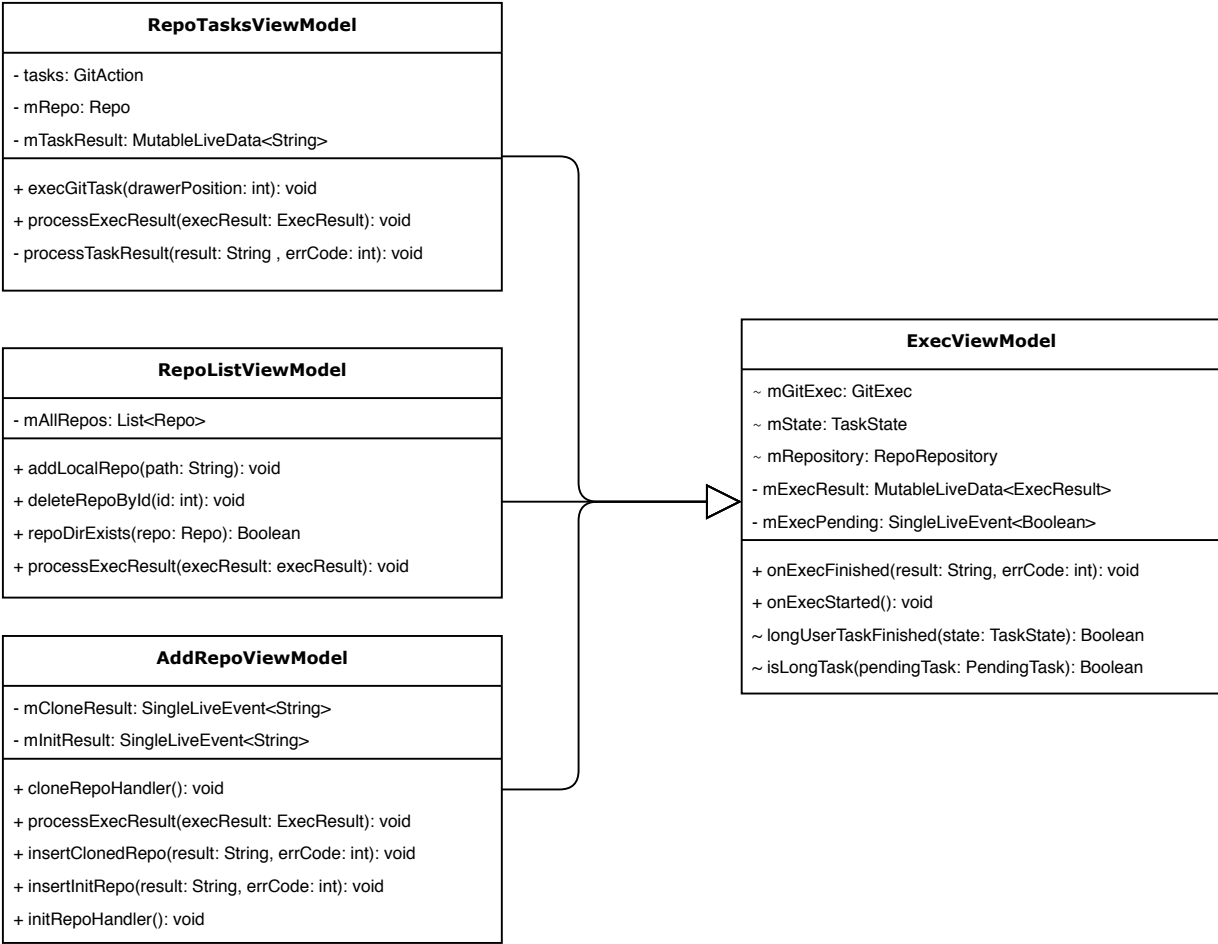 RepoTasksViewModel
- tasks: GitAction
- mRepo: Repo
- mTaskResult: MutableLiveData<String>
+ execGitTask(drawerPosition: int): void
+ processExecResult(execResult: ExecResult): void
- processTaskResult(result: String , errCode: int): void
RepoListViewModel
- mAllRepos: List<Repo>
+ addLocalRepo(path: String): void
+ deleteRepoById(id: int): void
+ repoDirExists(repo: Repo): Boolean
+ processExecResult(execResult: execResult): void
AddRepoViewModel
- mCloneResult: SingleLiveEvent<String>
- mInitResult: SingleLiveEvent<String>
+ cloneRepoHandler(): void
+ processExecResult(execResult: ExecResult): void
+ insertClonedRepo(result: String, errCode: int): void
+ insertInitRepo(result: String, errCode: int): void
+ initRepoHandler(): void
ExecViewModel
~ mGitExec: GitExec
~ mState: TaskState
~ mRepository: RepoRepository
- mExecResult: MutableLiveData<ExecResult>
- mExecPending: SingleLiveEvent<Boolean>
+ onExecFinished(result: String, errCode: int): void
+ onExecStarted(): void
~ longUserTaskFinished(state: TaskState): Boolean
~ isLongTask(pendingTask: PendingTask): Boolean